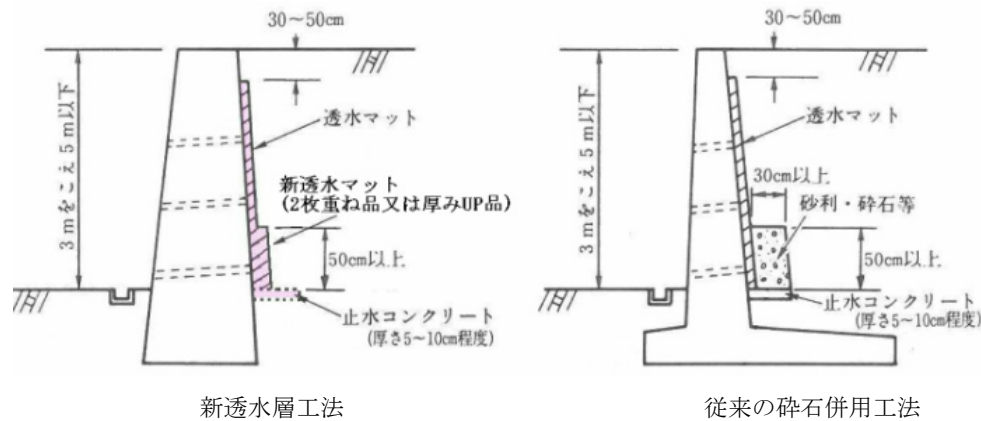 30~50cm
3mをこえ5m以下
透水マット
新透水マット
(2枚重ね品又は厚みUP品)
50cm以上
止水コンクリート
(厚さ5~10cm程度)
新透水層工法
30~50cm
3mをこえ5m以下
透水マット
30cm以上
砂利・砕石等
50cm以上
止水コンクリート
(厚さ5~10cm程度)
従来の砕石併用工法